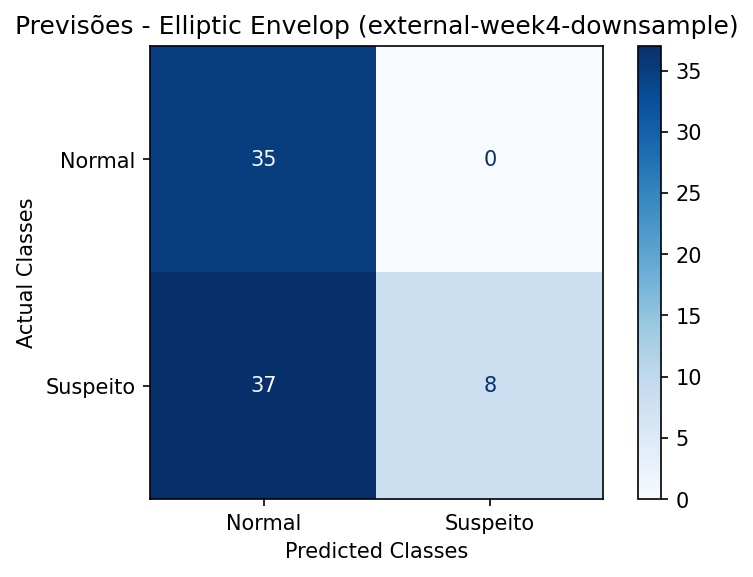 Previsões - Elliptic Envelop (external-week4-downsample)
Actual Classes
Normal
35
0
Suspeito
37
8
Normal
Suspeito
Predicted Classes
35
30
25
20
15
10
5
0